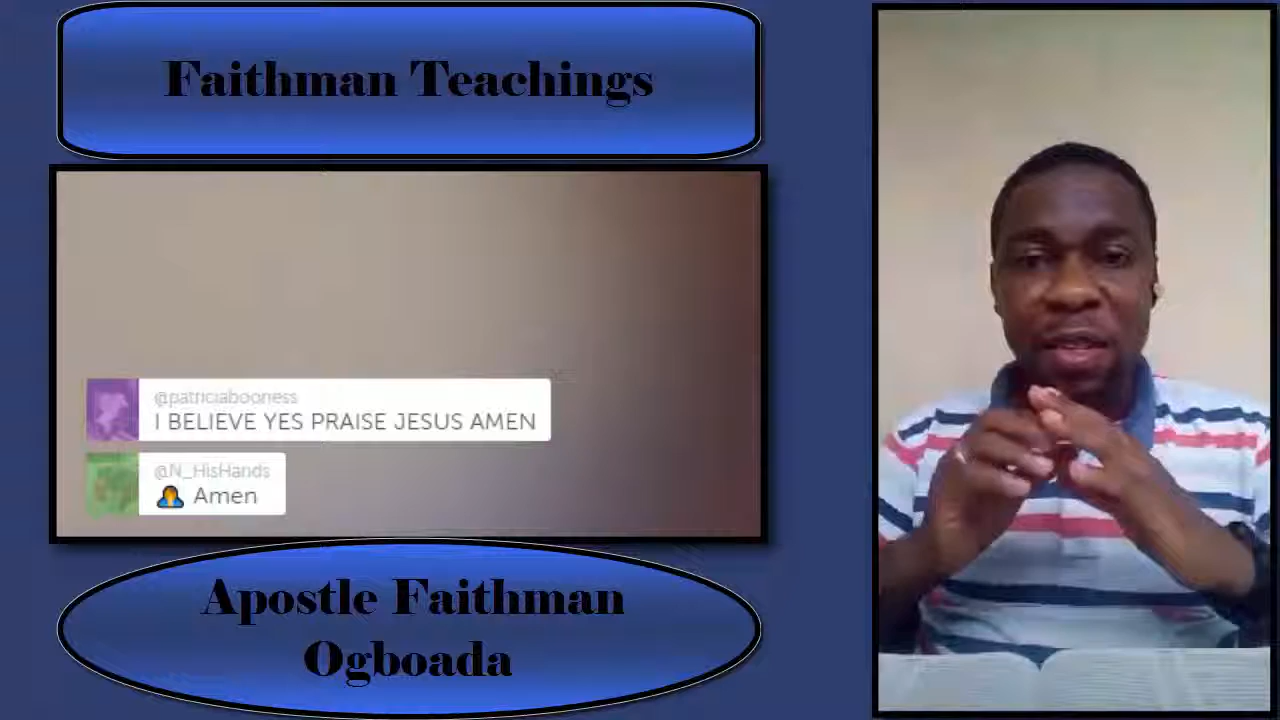 Faithman Teachings
@patriciabooness
I BELIEVE YES PRAISE JESUS AMEN
@N_HisHands
🙏 Amen
Apostle Faithman
Ogboada